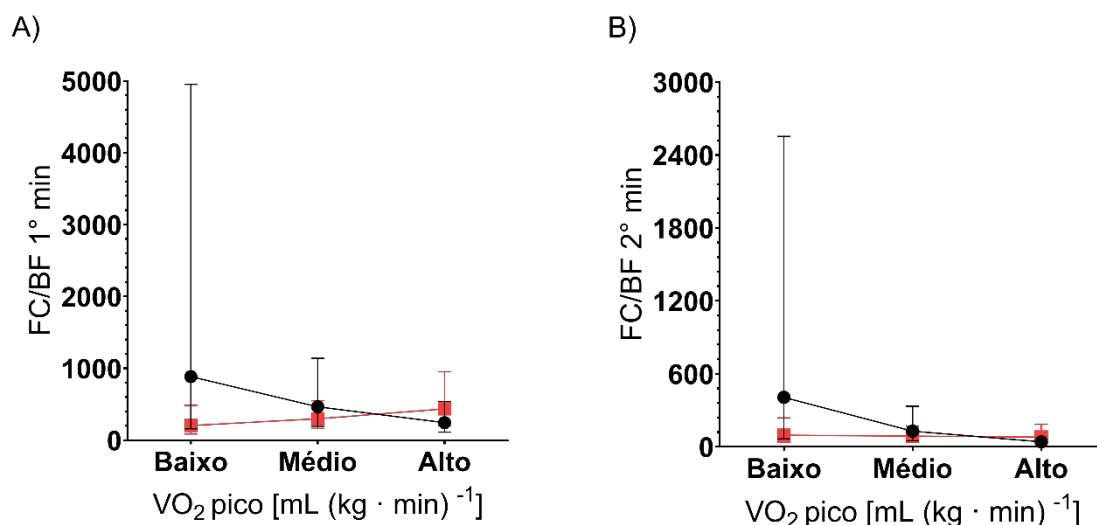 A)
FC/BF 1° min
5000
4000
3000
2000
1000
0
Baixo Médio Alto
VO₂ pico [mL (kg · min) ⁻¹]
B)
FC/BF 2° min
3000
2400
1800
1200
600
0
Baixo Médio Alto
VO₂ pico [mL (kg · min) ⁻¹]